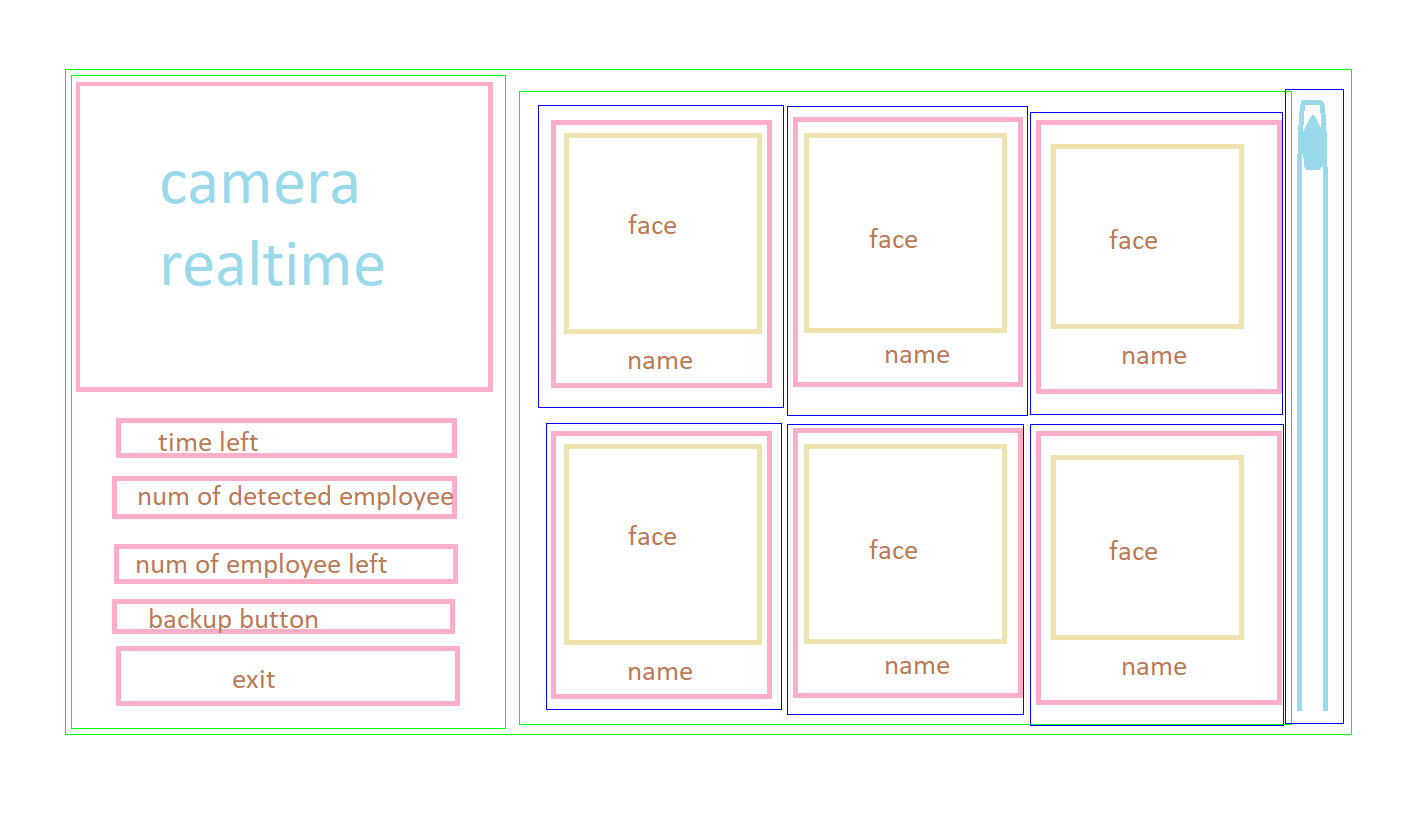 camera
realtime
time left
num of detected employee
num of employee left
backup button
exit
face
face
face
name
name
name
face
face
face
name
name
name